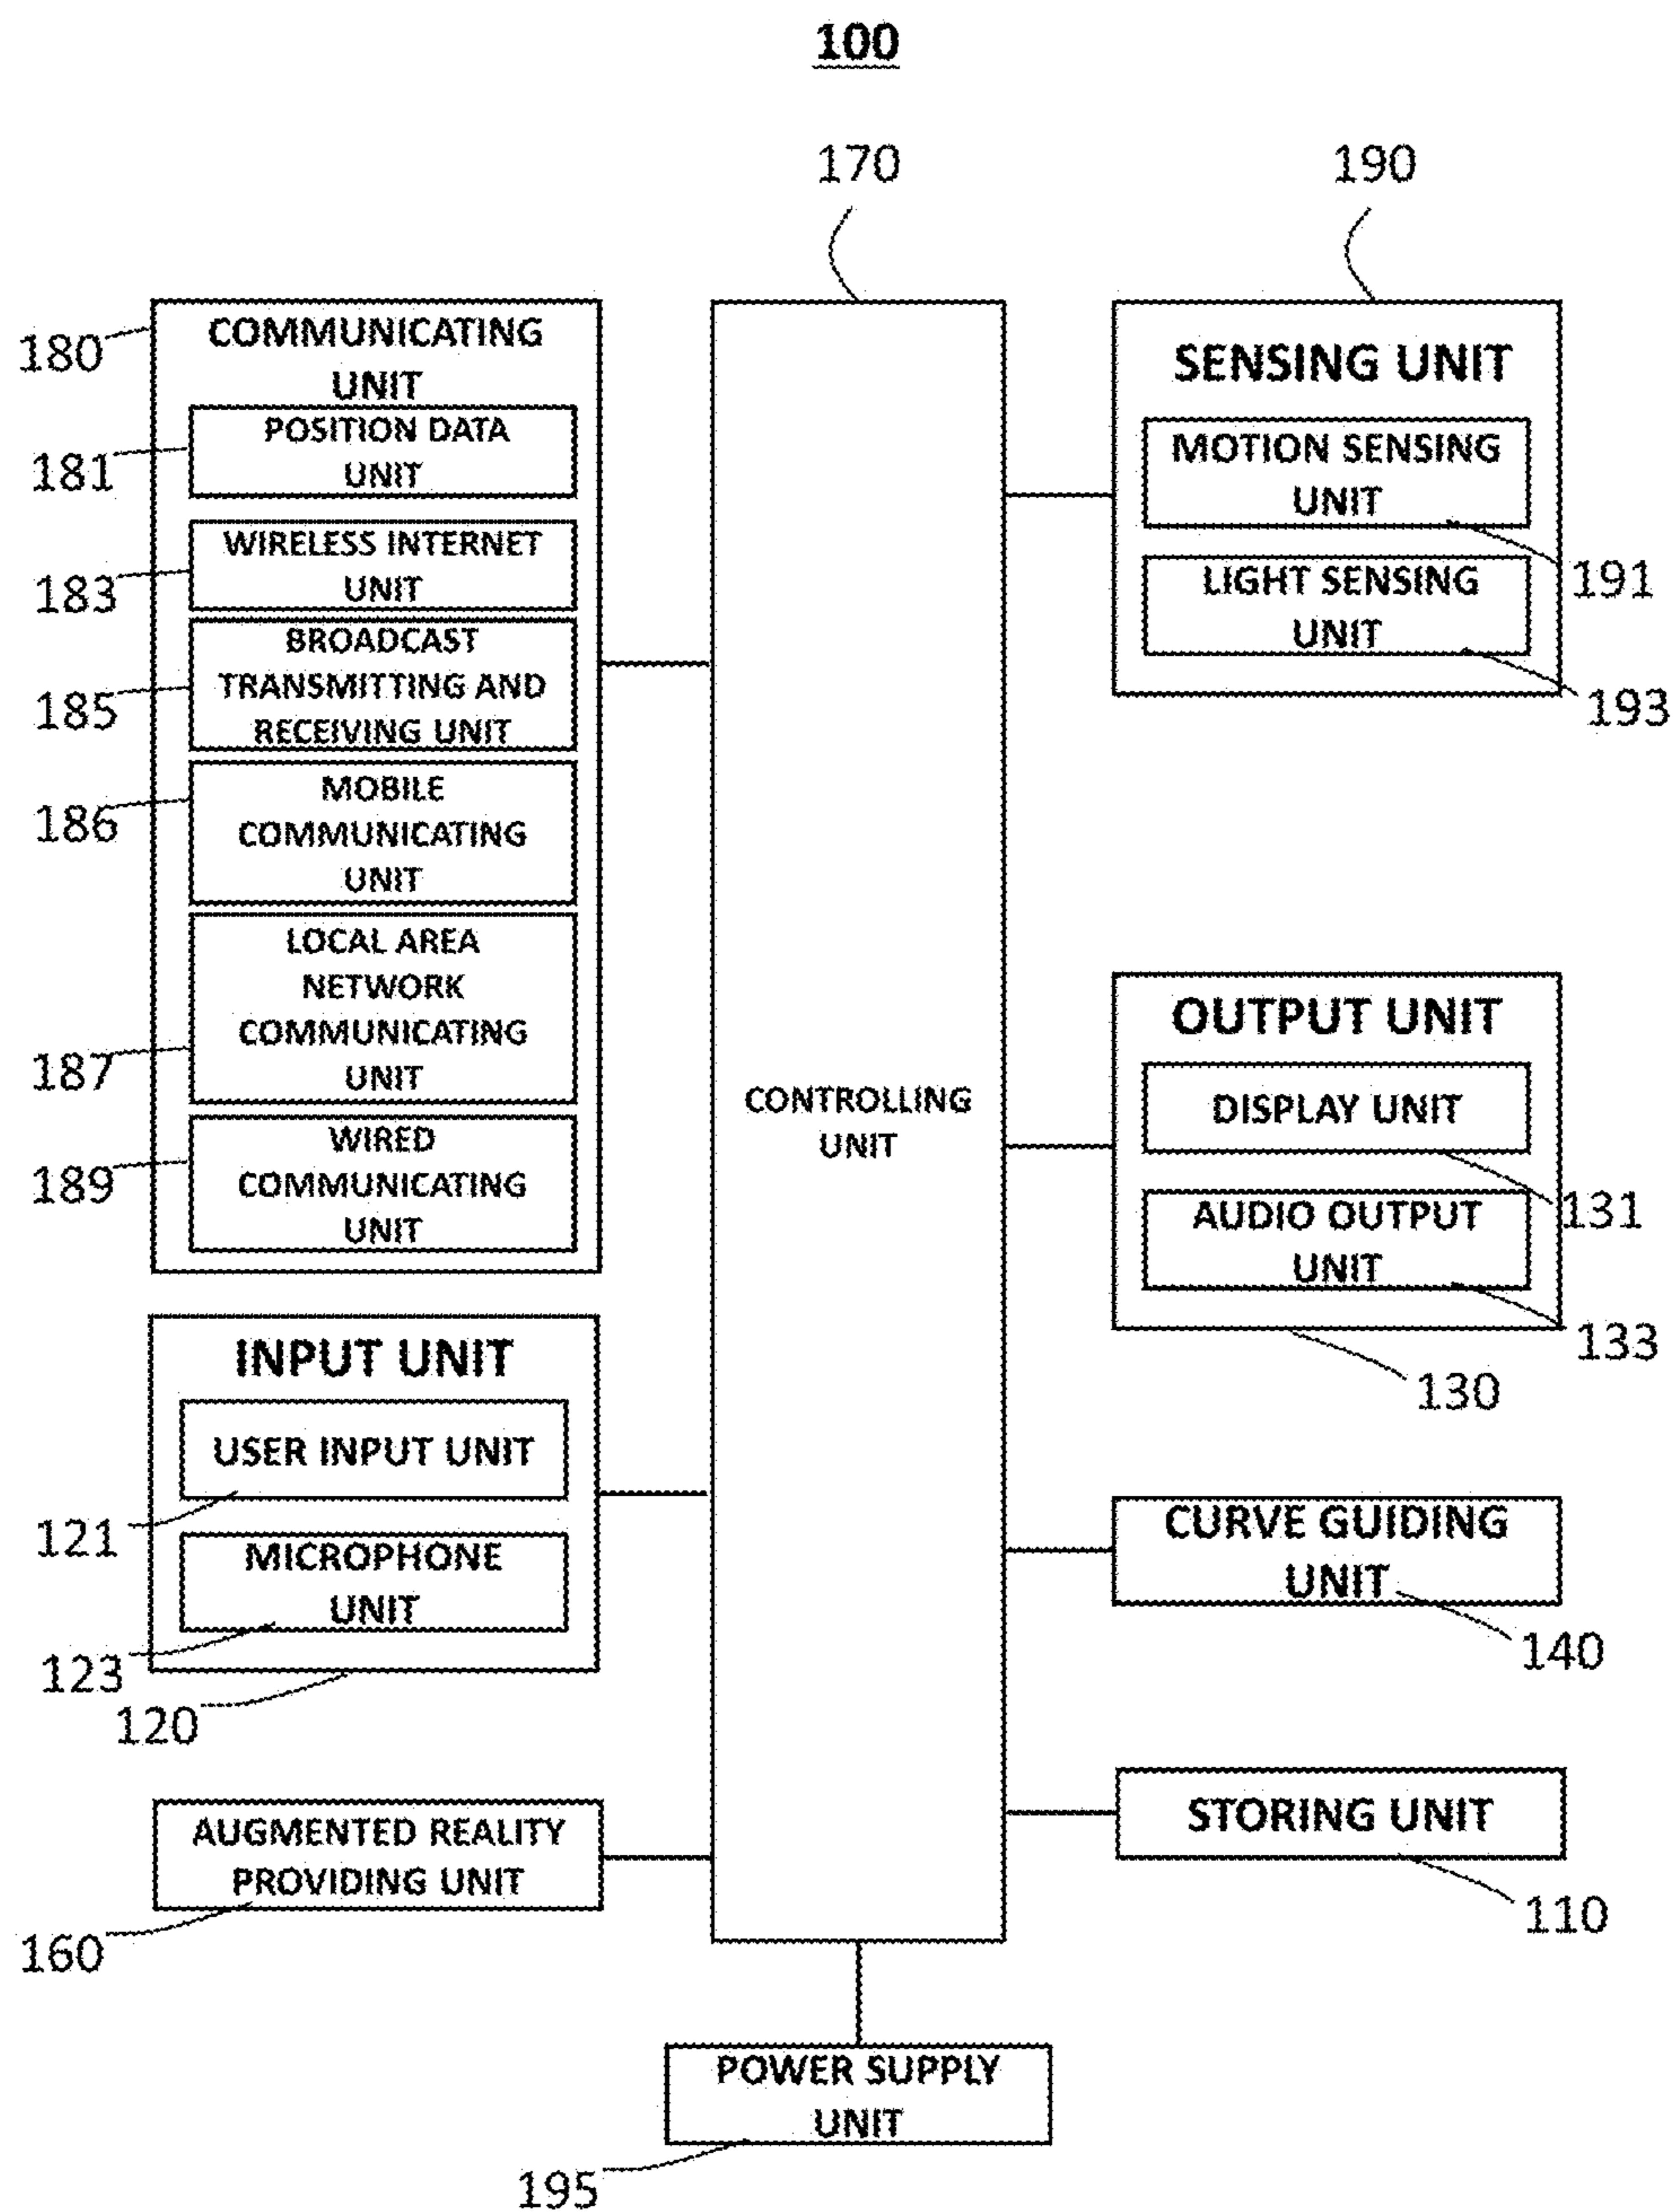 100
170
190
180
COMMUNICATING
UNIT
181
POSITION DATA
UNIT
183
WIRELESS INTERNET
UNIT
185
BROADCAST
TRANSMITTING AND
RECEIVING UNIT
186
MOBILE
COMMUNICATING
UNIT
187
LOCAL AREA
NETWORK
COMMUNICATING
UNIT
189
WIRED
COMMUNICATING
UNIT
INPUT UNIT
USER INPUT UNIT
121
MICROPHONE
UNIT
123
120
AUGMENTED REALITY
PROVIDING UNIT
160
CONTROLLING
UNIT
SENSING UNIT
MOTION SENSING
UNIT
191
LIGHT SENSING
UNIT
193
OUTPUT UNIT
DISPLAY UNIT
131
AUDIO OUTPUT
UNIT
133
130
CURVE GUIDING
UNIT
140
STORING UNIT
110
POWER SUPPLY
UNIT
195